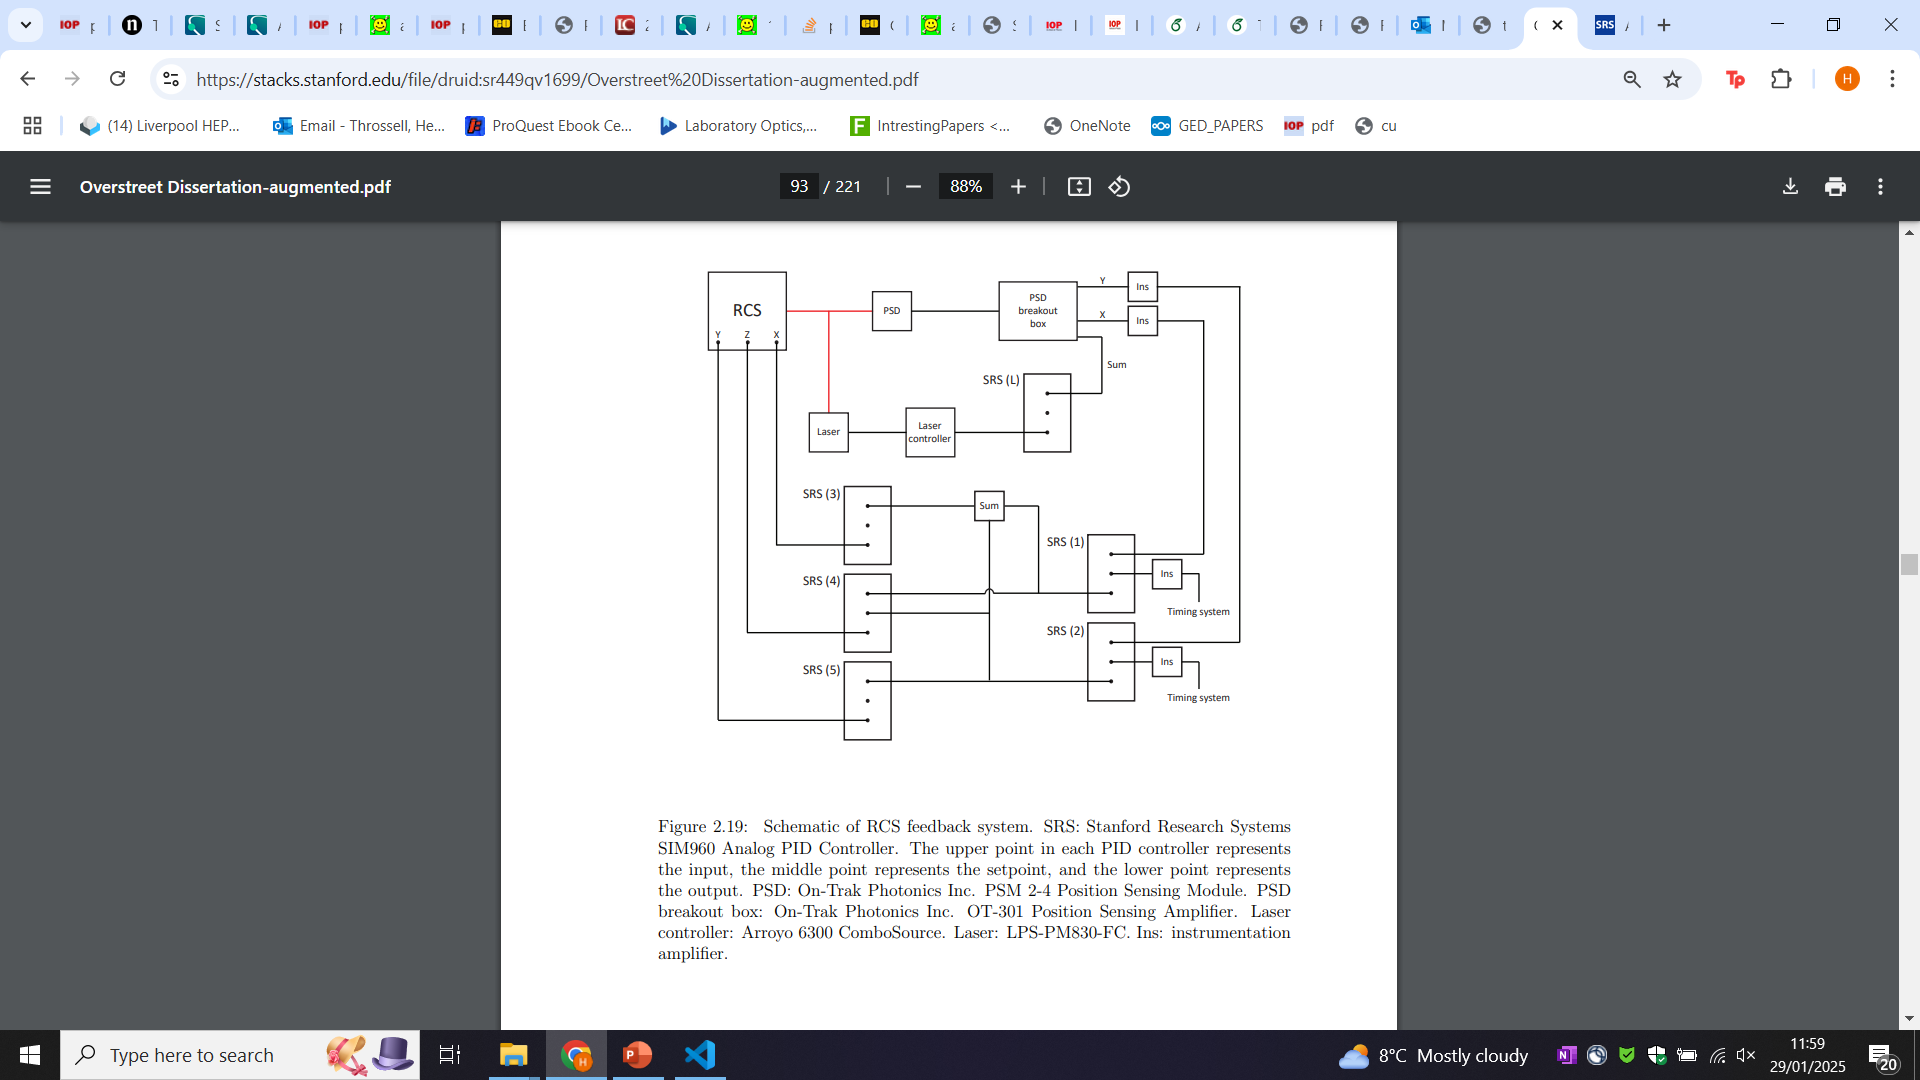 https://stacks.stanford.edu/file/druid:sr449qv1699/Overstreet%20Dissertation-augmented.pdf
(14) Liverpool HEP...
Email - Throssell, He...
ProQuest Ebook Ce...
Laboratory Optics,...
IntrestingPapers <...
OneNote
GED_PAPERS
IOP pdf
cu
Overstreet Dissertation-augmented.pdf
93 / 221
88%
RCS
Y Z X
PSD
PSD
breakout
box
Y
Ins
X
Ins
Sum
SRS (L)
Laser
Laser
controller
SRS (3)
Sum
SRS (1)
Ins
Timing system
SRS (4)
SRS (2)
Ins
Timing system
SRS (5)
Figure 2.19: Schematic of RCS feedback system. SRS: Stanford Research Systems
SIM960 Analog PID Controller. The upper point in each PID controller represents
the input, the middle point represents the setpoint, and the lower point represents
the output. PSD: On-Trak Photonics Inc. PSM 2-4 Position Sensing Module. PSD
breakout box: On-Trak Photonics Inc. OT-301 Position Sensing Amplifier. Laser
controller: Arroyo 6300 ComboSource. Laser: LPS-PM830-FC. Ins: instrumentation
amplifier.
Type here to search
8°C Mostly cloudy
11:59
29/01/2025
20